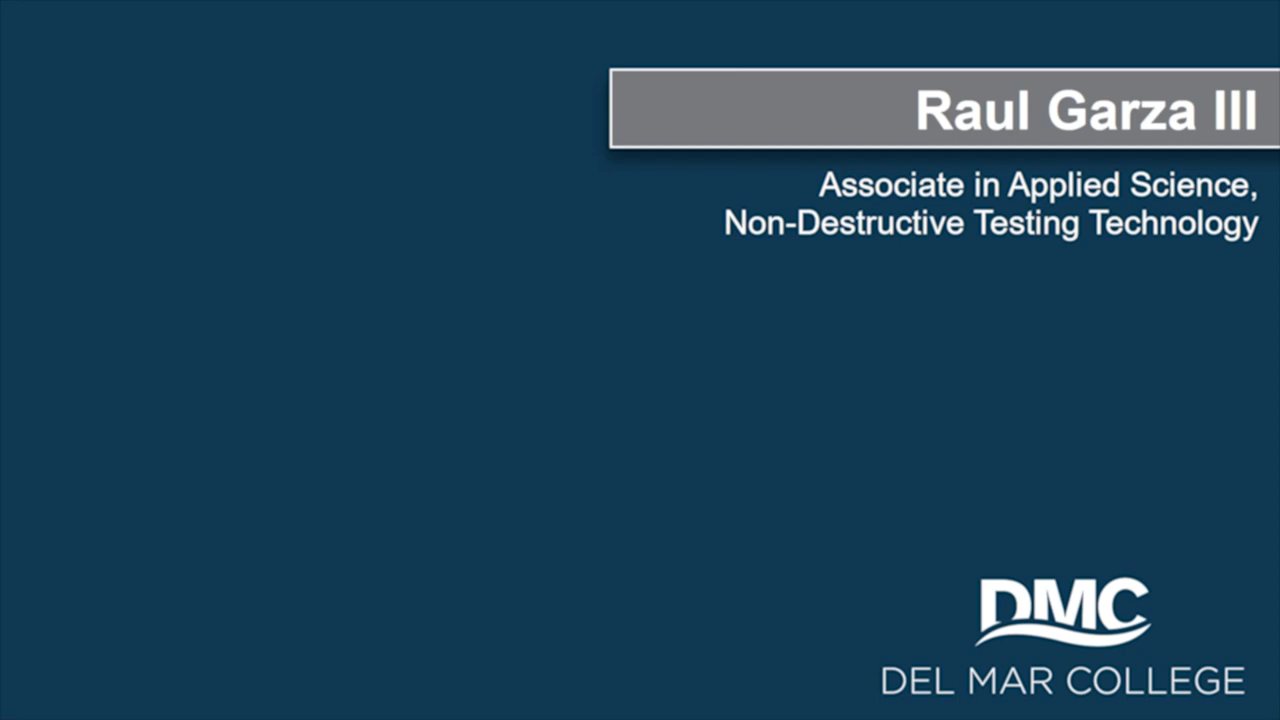 Raul Garza III
Associate in Applied Science,
Non-Destructive Testing Technology
DMC
DEL MAR COLLEGE